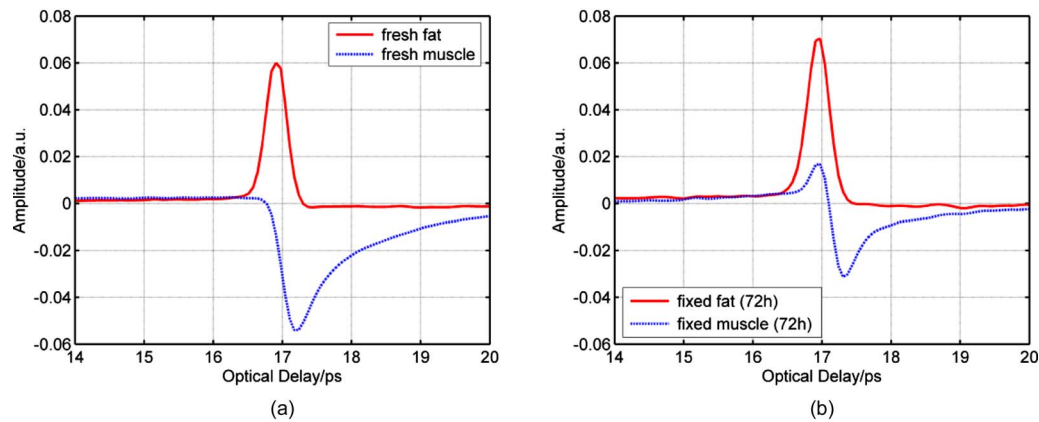 0.08
0.06
0.04
0.02
0
-0.02
-0.04
-0.06
Amplitude/a.u.
fresh fat
fresh muscle
14 15 16 17 18 19 20
Optical Delay/ps
(a)
0.08
0.06
0.04
0.02
0
-0.02
-0.04
-0.06
Amplitude/a.u.
fixed fat (72h)
fixed muscle (72h)
14 15 16 17 18 19 20
Optical Delay/ps
(b)